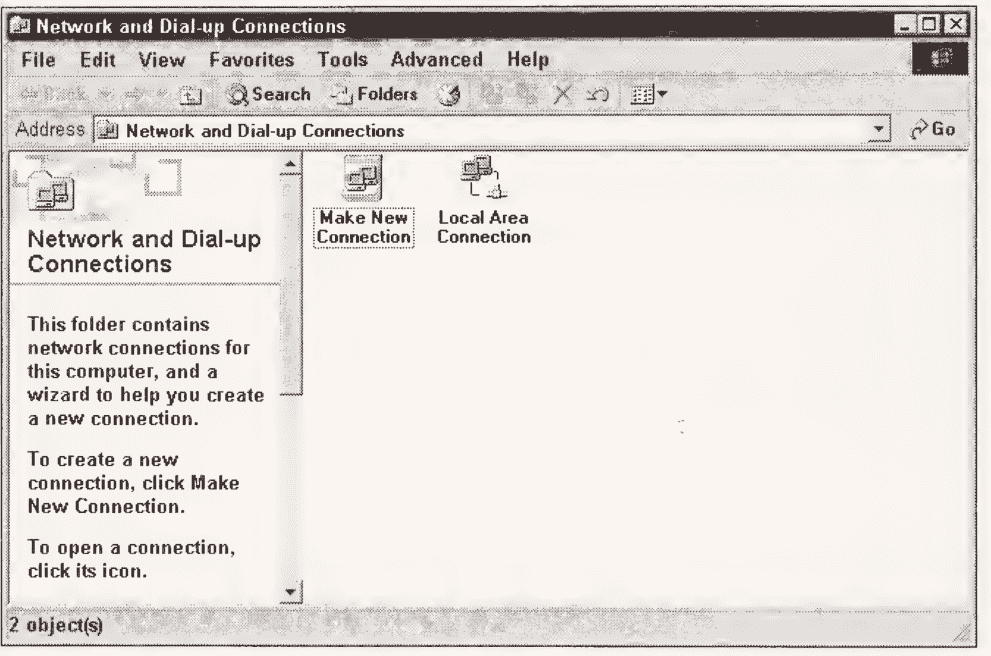 Network and Dial-up Connections
File Edit View Favorites Tools Advanced Help
Back Search Folders
Address Network and Dial-up Connections Go
Network and Dial-up
Connections
This folder contains
network connections for
this computer, and a
wizard to help you create
a new connection.
To create a new
connection, click Make
New Connection.
To open a connection,
click its icon.
Make New
Connection
Local Area
Connection
2 object(s)